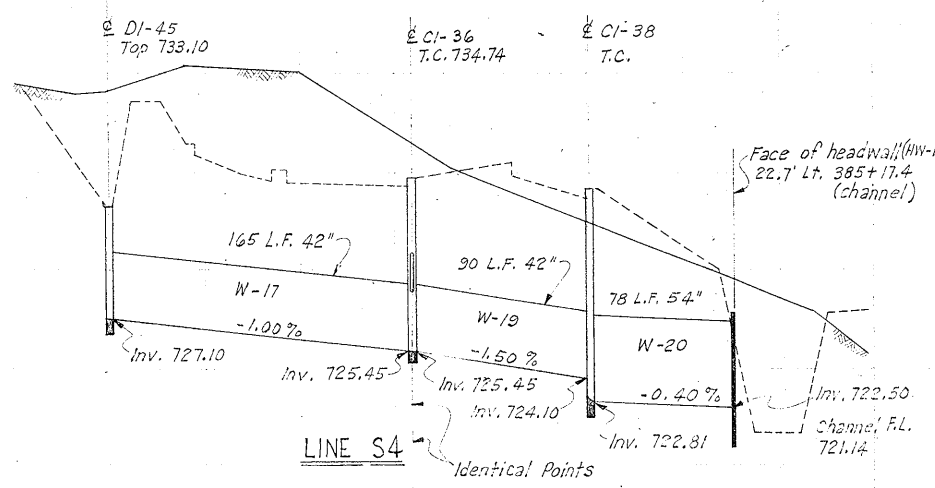 ℄ DI-45
Top 733.10
℄ CI-36
T.C. 734.74
℄ CI-38
T.C.
Face of headwall (HW-1
22.7' Lt. 385+17.4
(channel)
165 L.F. 42"
90 L.F. 42"
78 L.F. 54"
W-17
W-19
W-20
-1.00%
-1.50%
-0.40%
Inv. 727.10
Inv. 725.45
Inv. 725.45
Inv. 724.10
Inv. 722.81
Inv. 722.50
Channel F.L.
721.14
LINE S4
Identical Points